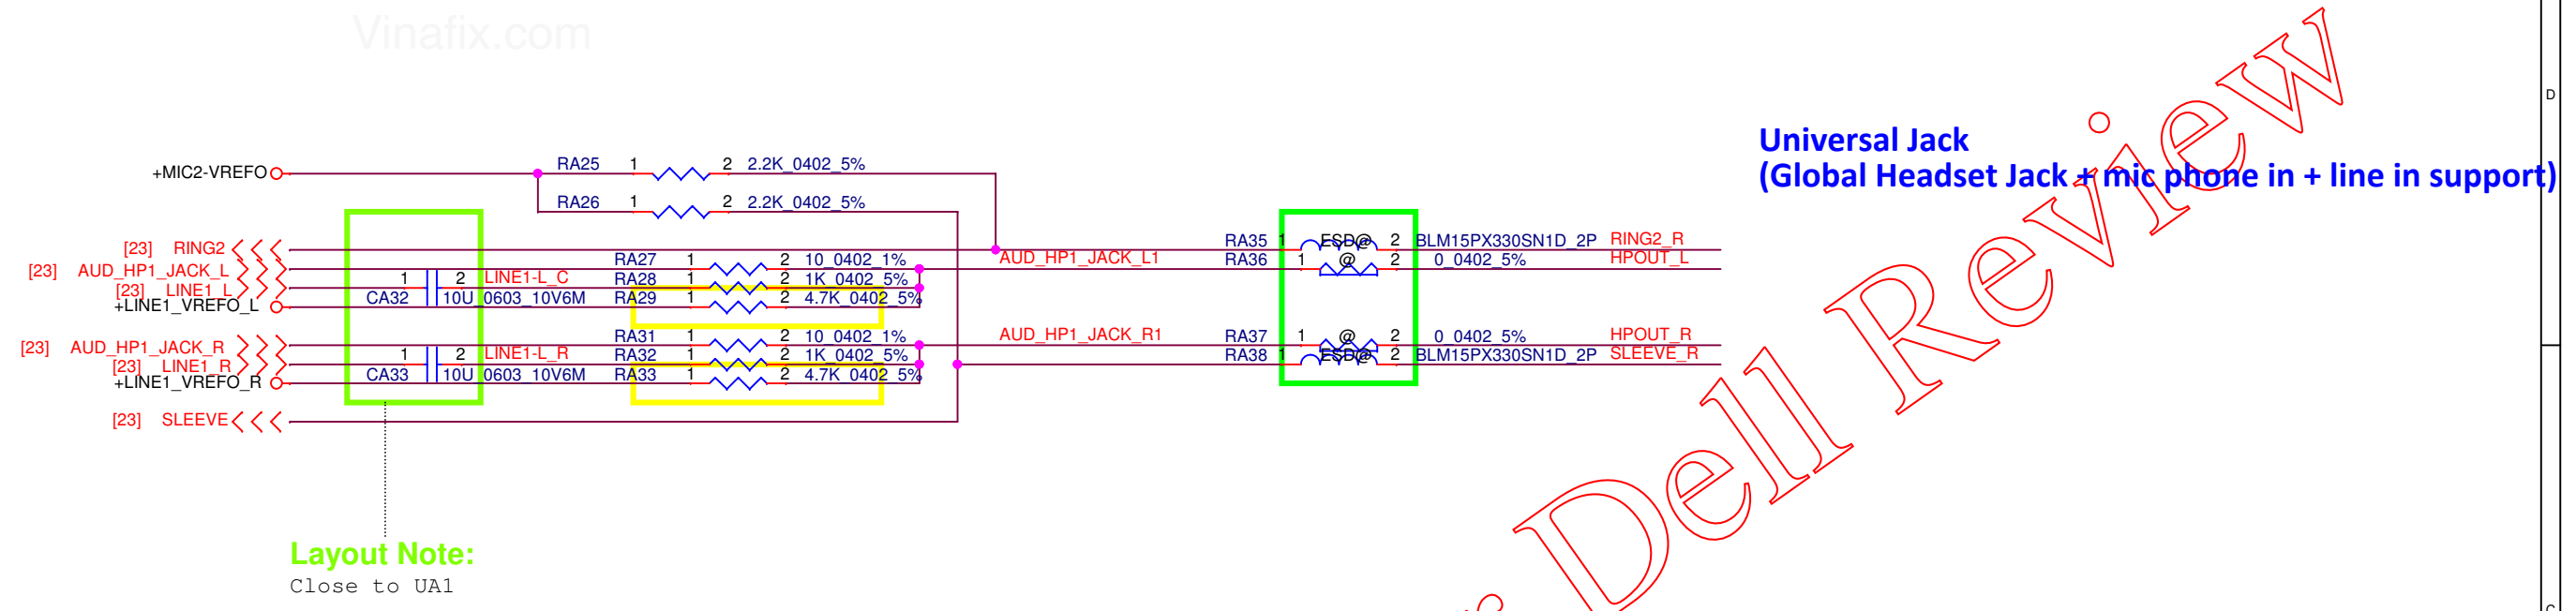 Vinafix.com
D
Universal Jack
(Global Headset Jack + mic phone in + line in support)
+MIC2-VREFO
RA25 1 2 2.2K_0402_5%
RA26 1 2 2.2K_0402_5%
[23] RING2
RA35 1 ESD@ 2 BLM15PX330SN1D_2P RING2_R
[23] AUD_HP1_JACK_L
RA27 1 2 10_0402_1%
AUD_HP1_JACK_L1
RA36 1 @ 2 0_0402_5% HPOUT_L
[23] LINE1_L
CA32 1 2 10U_0603_10V6M
LINE1-L_C
RA28 1 2 1K_0402_5%
+LINE1_VREFO_L
RA29 1 2 4.7K_0402_5%
[23] AUD_HP1_JACK_R
RA31 1 2 10_0402_1%
AUD_HP1_JACK_R1
RA37 1 @ 2 0_0402_5% HPOUT_R
[23] LINE1_R
CA33 1 2 10U_0603_10V6M
LINE1-L_R
RA32 1 2 1K_0402_5%
RA38 1 ESD@ 2 BLM15PX330SN1D_2P SLEEVE_R
+LINE1_VREFO_R
RA33 1 2 4.7K_0402_5%
[23] SLEEVE
Layout Note:
Close to UA1
Dell Review